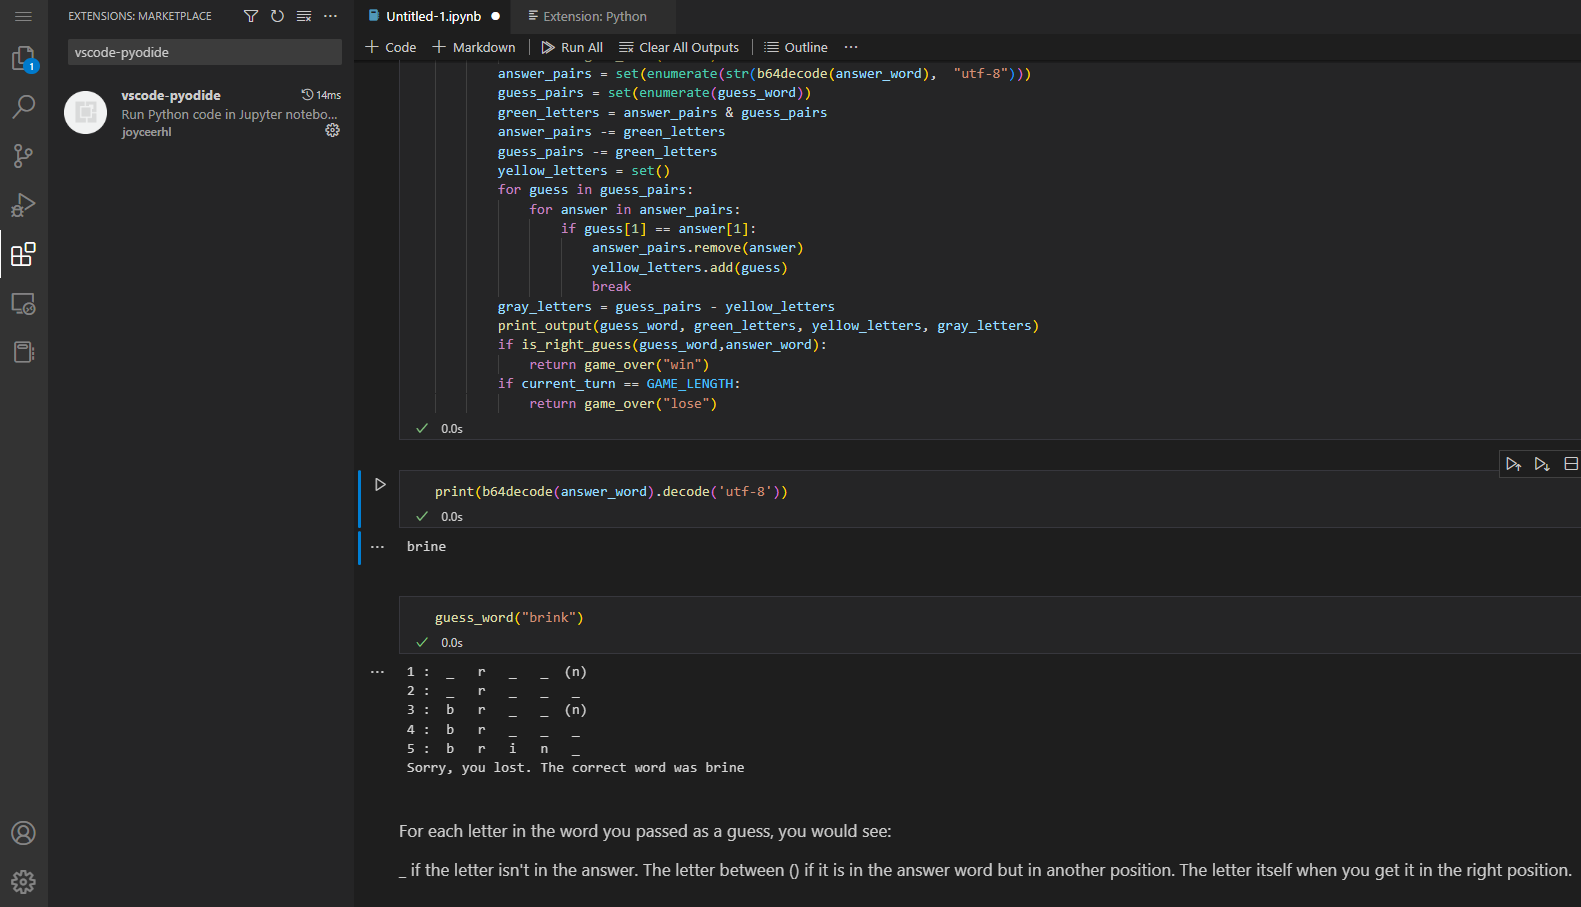 EXTENSIONS: MARKETPLACE
vscode-pyodide
vscode-pyodide
14ms
Run Python code in Jupyter notebo...
joyceerhl
1
Untitled-1.ipynb
Extension: Python
Code
Markdown
Run All
Clear All Outputs
Outline
answer_pairs = set(enumerate(str(b64decode(answer_word),  "utf-8")))
guess_pairs = set(enumerate(guess_word))
green_letters = answer_pairs & guess_pairs
answer_pairs -= green_letters
guess_pairs -= green_letters
yellow_letters = set()
for guess in guess_pairs:
for answer in answer_pairs:
if guess[1] == answer[1]:
answer_pairs.remove(answer)
yellow_letters.add(guess)
break
gray_letters = guess_pairs - yellow_letters
print_output(guess_word, green_letters, yellow_letters, gray_letters)
if is_right_guess(guess_word,answer_word):
return game_over("win")
if current_turn == GAME_LENGTH:
return game_over("lose")
0.0s
print(b64decode(answer_word).decode('utf-8'))
0.0s
brine
guess_word("brink")
0.0s
1 :  _   r   _   _  (n)
2 :  _   r   _   _   _
3 :  b   r   _   _  (n)
4 :  b   r   _   _   _
5 :  b   r   i   n   _
Sorry, you lost. The correct word was brine
For each letter in the word you passed as a guess, you would see:
_ if the letter isn't in the answer. The letter between () if it is in the answer word but in another position. The letter itself when you get it in the right position.